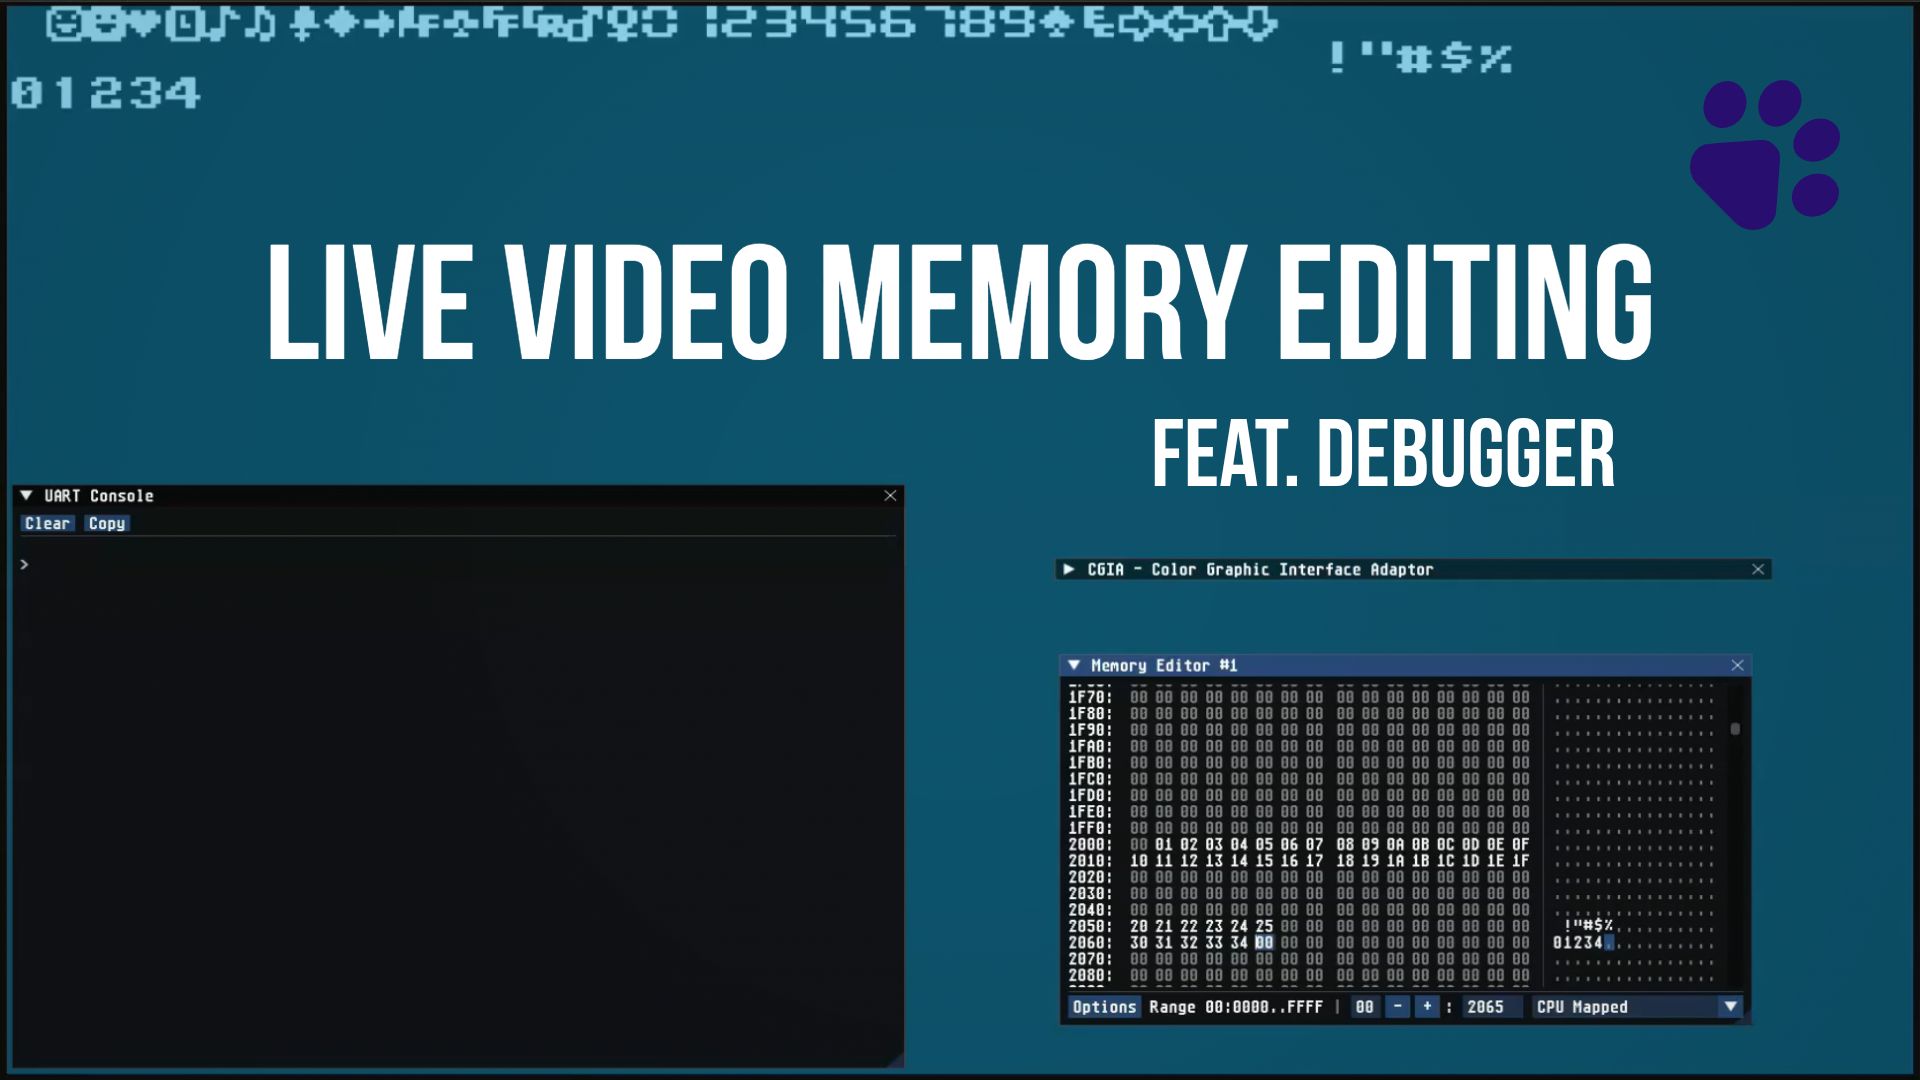 0 !23456789
!"#$%
01234
LIVE VIDEO MEMORY EDITING
FEAT. DEBUGGER
UART Console
Clear Copy
>
CGIA - Color Graphic Interface Adaptor
Memory Editor #1
1F70: 00 00 00 00 00 00 00 00 00 00 00 00 00 00 00 00 ................
1F80: 00 00 00 00 00 00 00 00 00 00 00 00 00 00 00 00 ................
1F90: 00 00 00 00 00 00 00 00 00 00 00 00 00 00 00 00 ................
1FA0: 00 00 00 00 00 00 00 00 00 00 00 00 00 00 00 00 ................
1FB0: 00 00 00 00 00 00 00 00 00 00 00 00 00 00 00 00 ................
1FC0: 00 00 00 00 00 00 00 00 00 00 00 00 00 00 00 00 ................
1FD0: 00 00 00 00 00 00 00 00 00 00 00 00 00 00 00 00 ................
1FE0: 00 00 00 00 00 00 00 00 00 00 00 00 00 00 00 00 ................
1FF0: 00 00 00 00 00 00 00 00 00 00 00 00 00 00 00 00 ................
2000: 00 01 02 03 04 05 06 07 08 09 0A 0B 0C 0D 0E 0F ................
2010: 10 11 12 13 14 15 16 17 18 19 1A 1B 1C 1D 1E 1F ................
2020: 00 00 00 00 00 00 00 00 00 00 00 00 00 00 00 00 ................
2030: 00 00 00 00 00 00 00 00 00 00 00 00 00 00 00 00 ................
2040: 00 00 00 00 00 00 00 00 00 00 00 00 00 00 00 00 ................
2050: 20 21 22 23 24 25 00 00 00 00 00 00 00 00 00 00  !"#$%..........
2060: 30 31 32 33 34 00 00 00 00 00 00 00 00 00 00 00 01234...........
2070: 00 00 00 00 00 00 00 00 00 00 00 00 00 00 00 00 ................
2080: 00 00 00 00 00 00 00 00 00 00 00 00 00 00 00 00 ................
Options Range 00:0000..FFFF | 00 - + : 2065 CPU Mapped